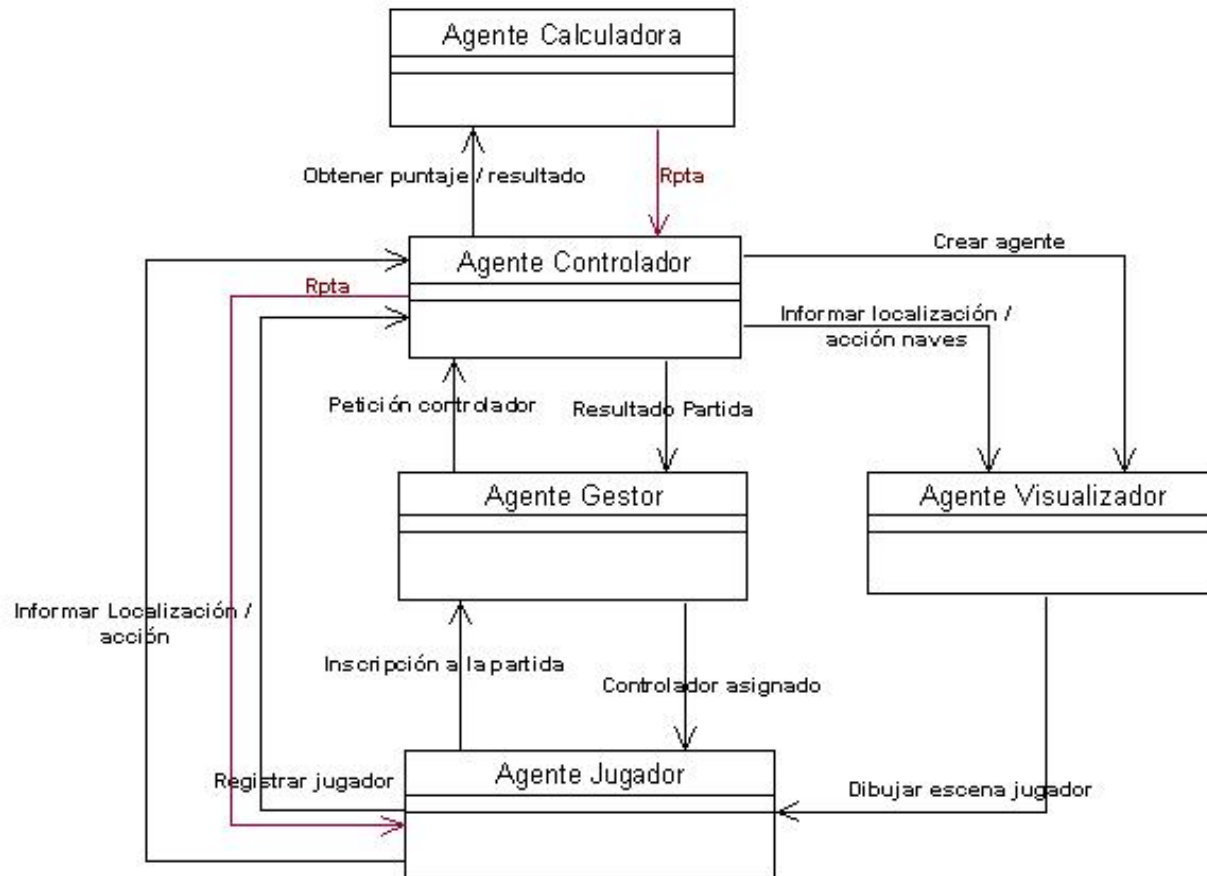 Agente Calculadora
Obtener puntaje / resultado
Rpta
Agente Controlador
Crear agente
Rpta
Informar localización /
acción naves
Petición controlador
Resultado Partida
Agente Gestor
Agente Visualizador
Informar Localización /
acción
Inscripción a la partida
Controlador asignado
Registrar jugador
Agente Jugador
Dibujar escena jugador